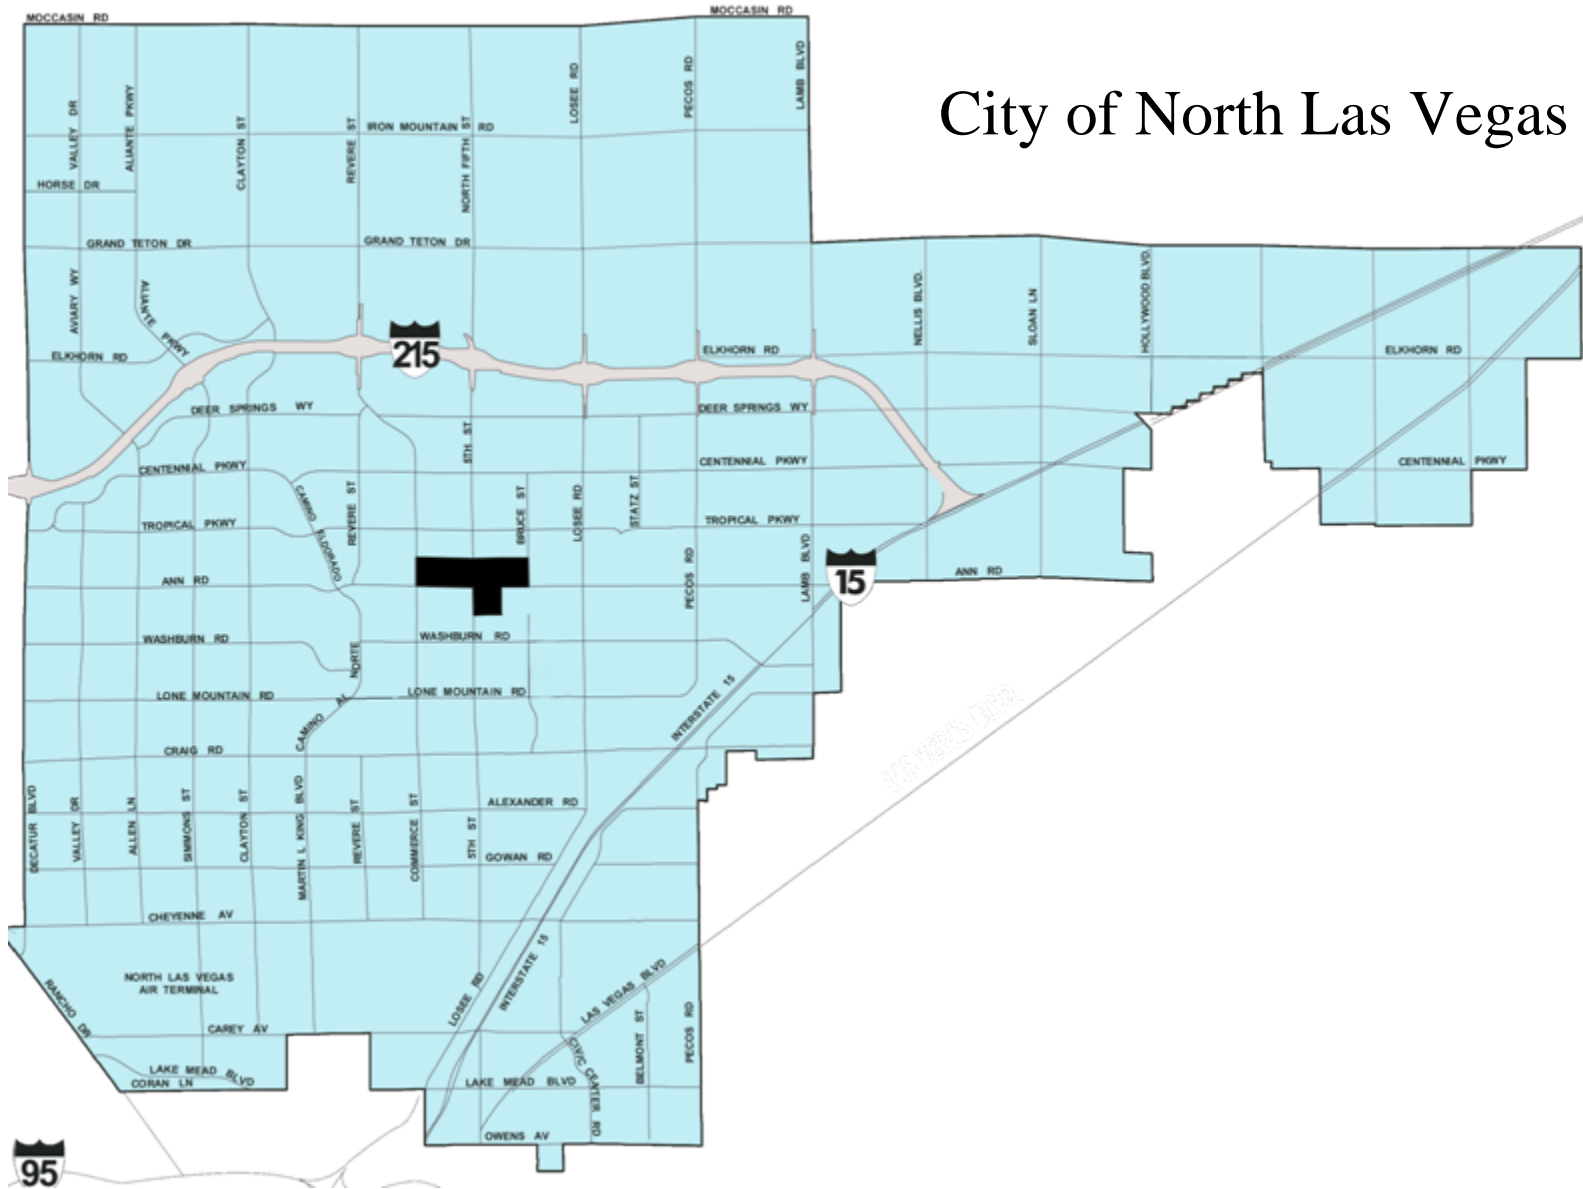 MOCCASIN RD
MOCCASIN RD
City of North Las Vegas
VALLEY DR
ALIANTE PKWY
CLAYTON ST
REVERE ST
IRON MOUNTAIN RD
NORTH FIFTH ST
LOSEE RD
PECOS RD
LAMB BLVD
HORSE DR
GRAND TETON DR
GRAND TETON DR
AVIARY WY
ALIANTE PKWY
NELLIS BLVD.
SLOAN LN
HOLLYWOOD BLVD.
ELKHORN RD
215
ELKHORN RD
ELKHORN RD
DEER SPRINGS WY
DEER SPRINGS WY
5TH ST
CENTENNIAL PKWY
CENTENNIAL PKWY
CENTENNIAL PKWY
CAMINO ELDORADO
REVERE ST
BRUCE ST
LOSEE RD
STATZ ST
TROPICAL PKWY
TROPICAL PKWY
PECOS RD
LAMB BLVD
15
ANN RD
ANN RD
WASHBURN RD
WASHBURN RD
LONE MOUNTAIN RD
CAMINO AL NORTE
LONE MOUNTAIN RD
INTERSTATE 15
CRAIG RD
DECATUR BLVD
VALLEY DR
ALLEN LN
SIMMONS ST
CLAYTON ST
MARTIN L KING BLVD
REVERE ST
COMMERCE ST
5TH ST
ALEXANDER RD
GOWAN RD
CHEYENNE AV
NORTH LAS VEGAS
AIR TERMINAL
RANCHO DR
LOSEE RD
INTERSTATE 15
LAS VEGAS BLVD
CAREY AV
CIVIC CENTER RD
BELMONT ST
PECOS RD
LAKE MEAD BLVD
CORAN LN
LAKE MEAD BLVD
OWENS AV
95